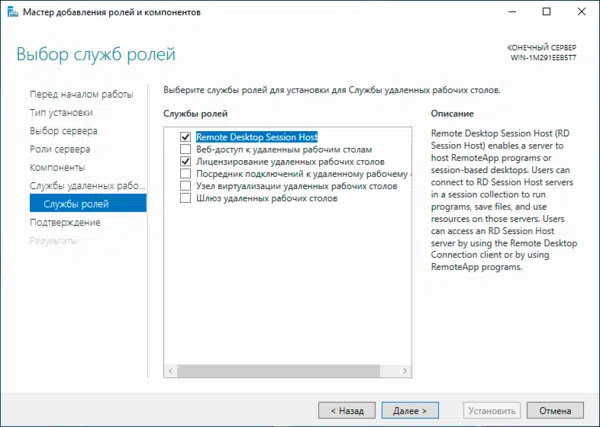 Мастер добавления ролей и компонентов
Выбор служб ролей
КОНЕЧНЫЙ СЕРВЕР
WIN-1M291EEB5T7
Перед началом работы
Тип установки
Выбор сервера
Роли сервера
Компоненты
Службы удаленных рабо...
Службы ролей
Подтверждение
Результаты
Выберите службы ролей для установки для Службы удаленных рабочих столов.
Службы ролей
Remote Desktop Session Host
Веб-доступ к удаленным рабочим столам
Лицензирование удаленных рабочих столов
Посредник подключений к удаленному рабочему
Узел виртуализации удаленных рабочих столов
Шлюз удаленных рабочих столов
Описание
Remote Desktop Session Host (RD
Session Host) enables a server to
host RemoteApp programs or
session-based desktops. Users can
connect to RD Session Host servers
in a session collection to run
programs, save files, and use
resources on those servers. Users
can access an RD Session Host
server by using the Remote Desktop
Connection client or by using
RemoteApp programs.
< Назад
Далее >
Установить
Отмена